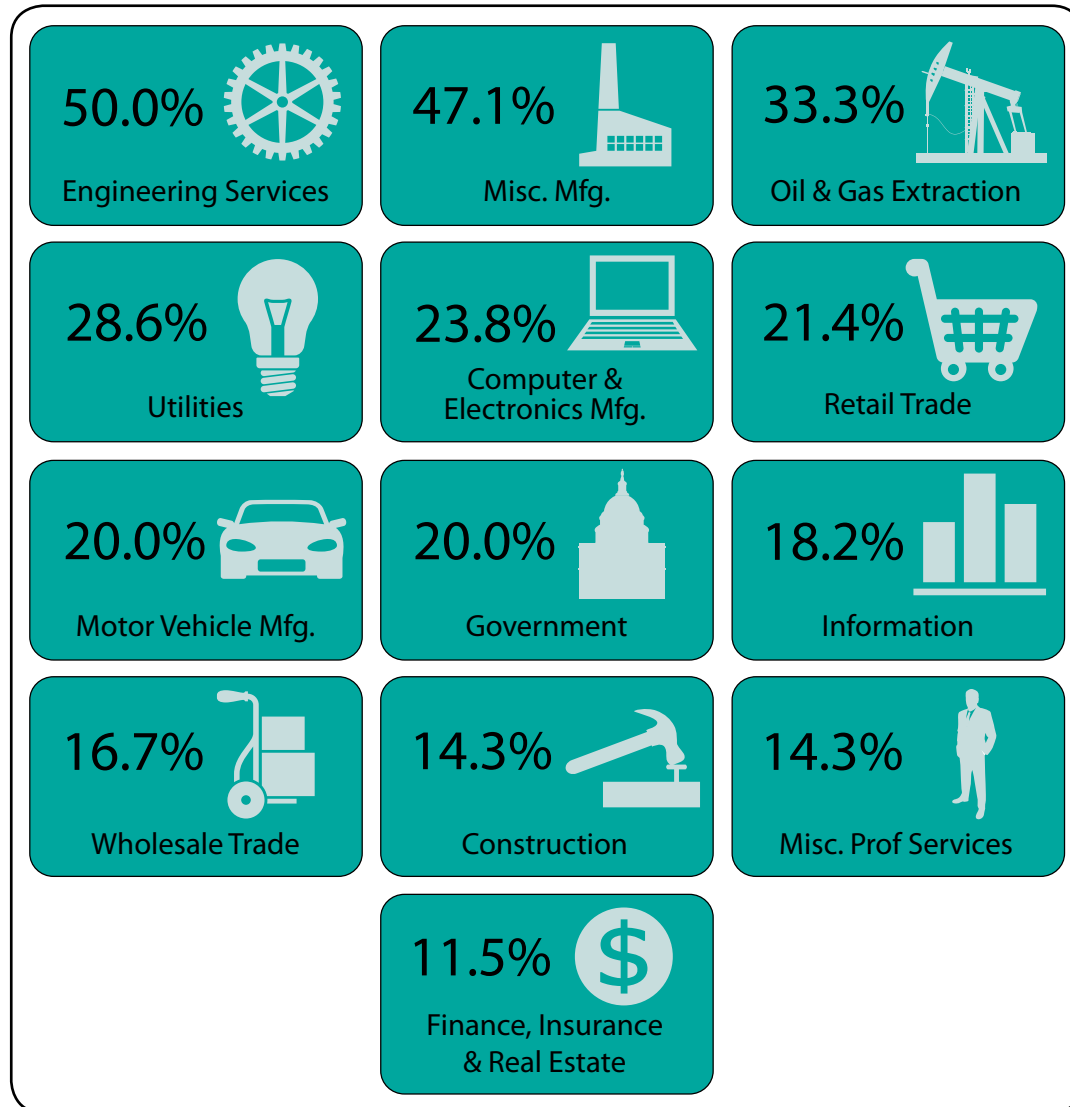 50.0%
Engineering Services
47.1%
Misc. Mfg.
33.3%
Oil & Gas Extraction
28.6%
Utilities
23.8%
Computer &
Electronics Mfg.
21.4%
Retail Trade
20.0%
Motor Vehicle Mfg.
20.0%
Government
18.2%
Information
16.7%
Wholesale Trade
14.3%
Construction
14.3%
Misc. Prof Services
11.5%
$
Finance, Insurance
& Real Estate